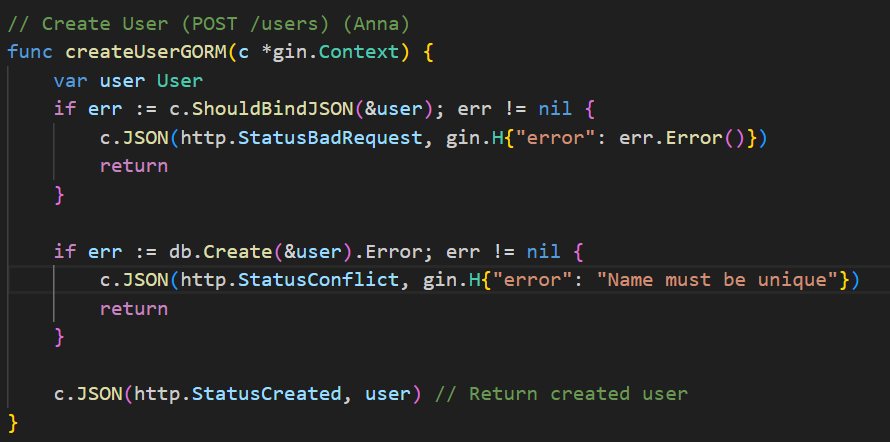 // Create User (POST /users) (Anna)
func createUserGORM(c *gin.Context) {
    var user User
    if err := c.ShouldBindJSON(&user); err != nil {
        c.JSON(http.StatusBadRequest, gin.H{"error": err.Error()})
        return
    }

    if err := db.Create(&user).Error; err != nil {
        c.JSON(http.StatusConflict, gin.H{"error": "Name must be unique"})
        return
    }

    c.JSON(http.StatusCreated, user) // Return created user
}